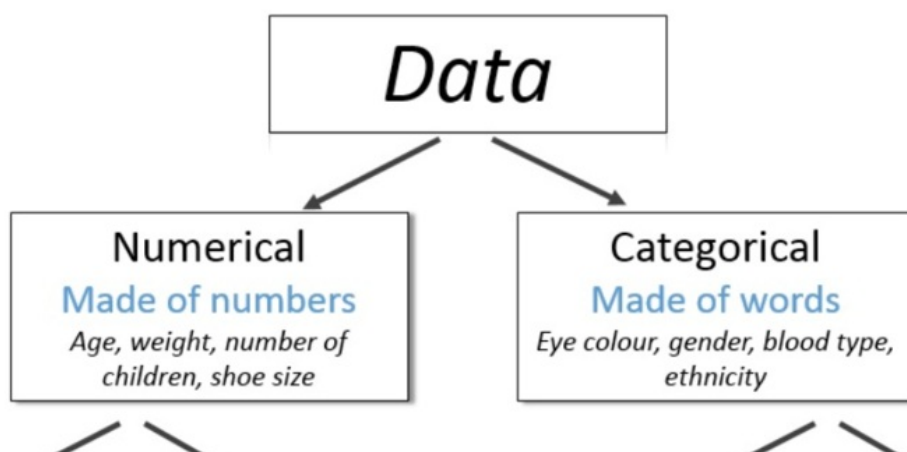 Data
Numerical
Made of numbers
Age, weight, number of
children, shoe size
Categorical
Made of words
Eye colour, gender, blood type,
ethnicity